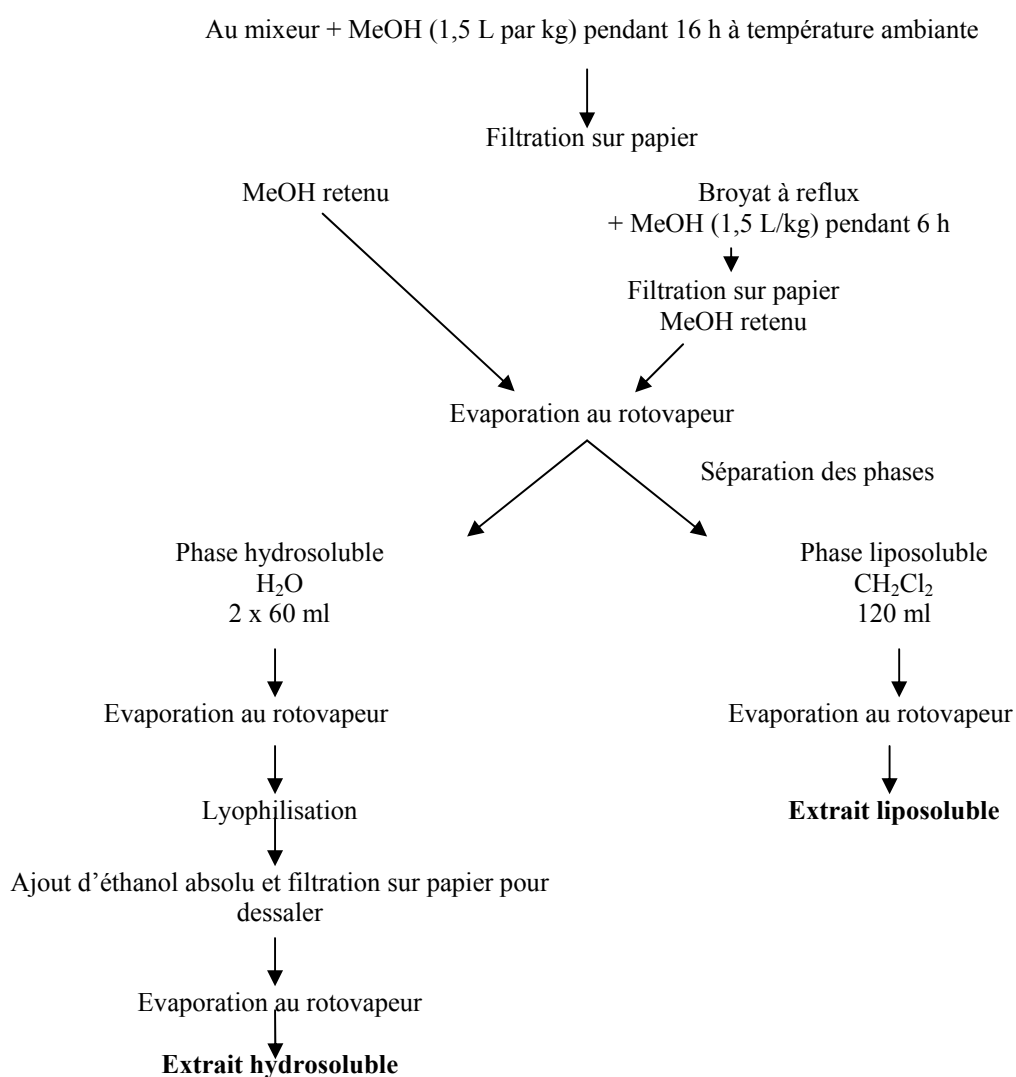 Au mixeur + MeOH (1,5 L par kg) pendant 16 h à température ambiante
Filtration sur papier
MeOH retenu
Broyat à reflux
+ MeOH (1,5 L/kg) pendant 6 h
Filtration sur papier
MeOH retenu
Evaporation au rotovapeur
Séparation des phases
Phase hydrosoluble
H₂O
2 x 60 ml
Phase liposoluble
CH₂Cl₂
120 ml
Evaporation au rotovapeur
Evaporation au rotovapeur
Lyophilisation
Extrait liposoluble
Ajout d’éthanol absolu et filtration sur papier pour
dessaler
Evaporation au rotovapeur
Extrait hydrosoluble